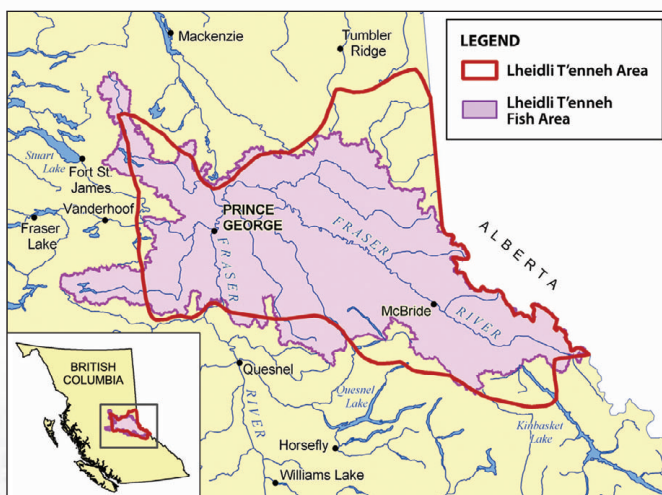 Mackenzie
Tumbler
Ridge
LEGEND
Lheidli T'enneh Area
Lheidli T'enneh
Fish Area
Stuart
Lake
Fort St.
James
Vanderhoof
Fraser
Lake
PRINCE
GEORGE
FRASER
FRASER
RIVER
ALBERTA
McBride
BRITISH
COLUMBIA
Quesnel
RIVER
Quesnel
Lake
Kinbasket
Lake
Horsefly
Williams Lake